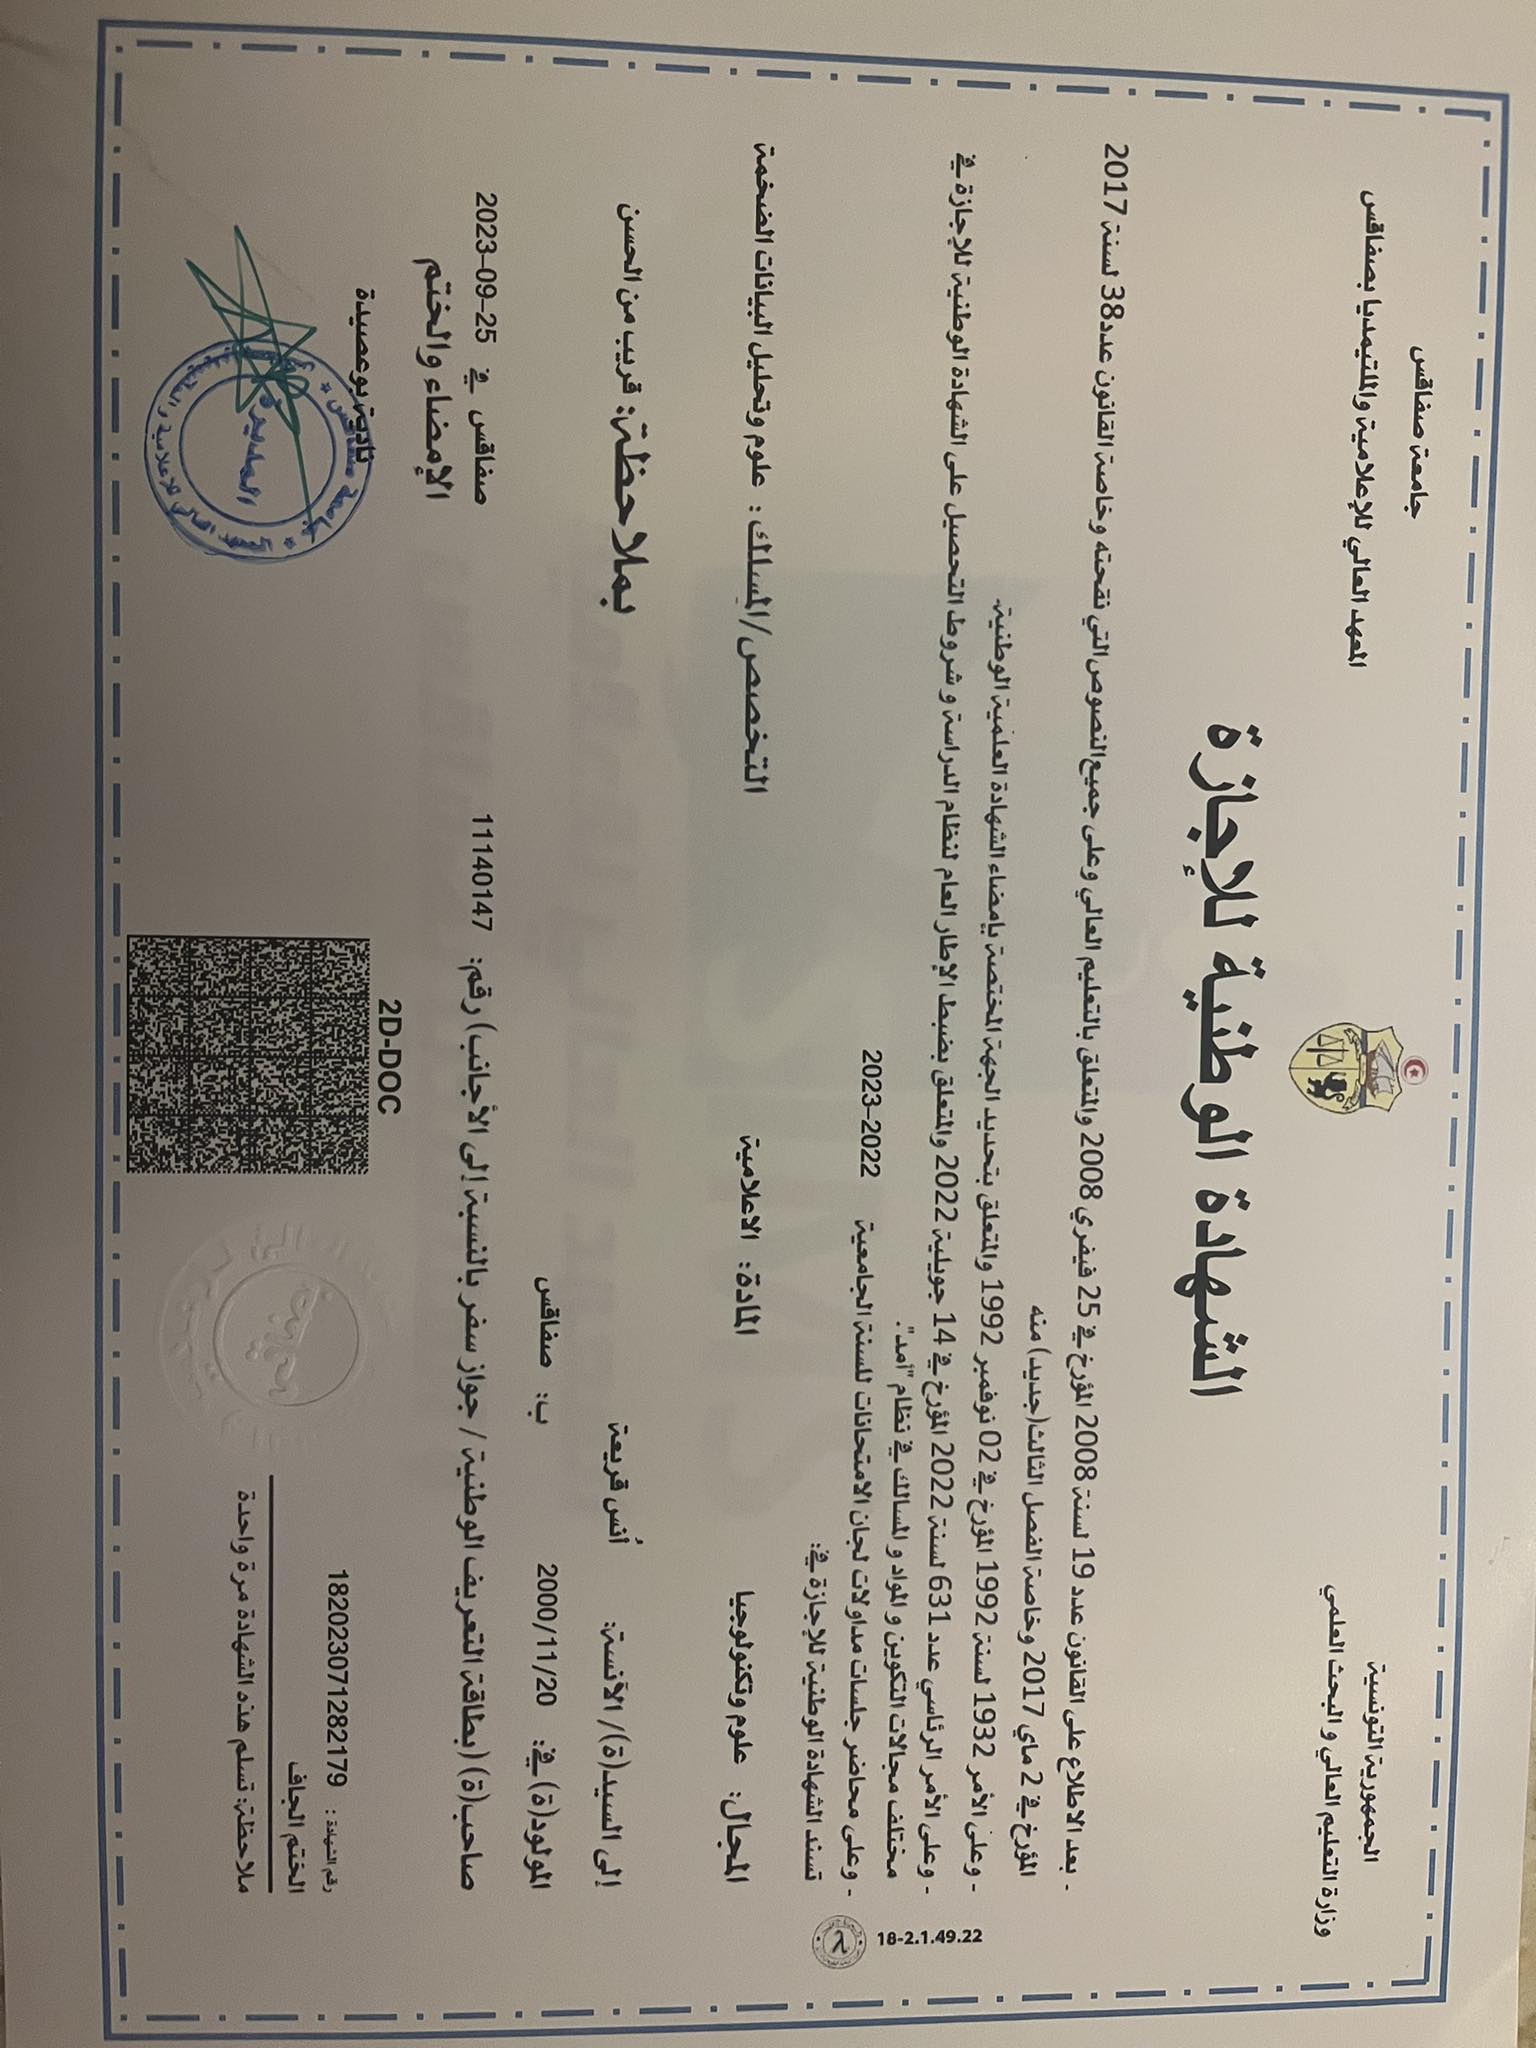 الجمهورية التونسية
وزارة التعليم العالي و البحث العلمي
جامعة صفاقس
المعهد العالي للإعلامية والملتيمديا بصفاقس
الشهادة الوطنية للإجازة
- بعد الاطلاع على القانون عدد 19 لسنة 2008 المؤرخ في 25 فيفري 2008 والمتعلق بالتعليم العالي وعلى جميع النصوص التي نقحته وخاصة القانون عدد38 لسنة 2017
المؤرخ في 2 ماي 2017 وخاصة الفصل الثالث(جديد) منه
- وعلى الأمر 1932 لسنة 1992 المؤرخ في 02 نوفمبر 1992 والمتعلق بتحديد الجهة المختصة بإمضاء الشهادة العلمية الوطنية.
- وعلى الأمر الرئاسي عدد 631 لسنة 2022 المؤرخ في 14 جويلية 2022 والمتعلق بضبط الإطار العام لنظام الدراسة و شروط التحصيل على الشهادة الوطنية للإجازة في
مختلف مجالات التكوين و المواد و المسالك في نظام "أمد".
- وعلى محاضر جلسات مداولات لجان الامتحانات للسنة الجامعية 2022-2023
تسند الشهادة الوطنية للإجازة في:
18-2.1.49.22
المجال: علوم وتكنولوجيا المادة: الاعلامية التخصص/المسلك : علوم وتحليل البيانات الضخمة
إلى السيد(ة)/ الآنسة: أنس قريعة بملاحظة: قريب من الحسن
المولود(ة) في: 2000/11/20 ب: صفاقس
صاحب(ة) (بطاقة التعريف الوطنية / جواز سفر بالنسبة إلى الأجانب) رقم: 11140147
صفاقس في 25-09-2023
الإمضاء والختم
نادية بوعصيدة
جامعة صفاقس
المعهد العالي للإعلامية و الملتيميديا بصفاقس
المديرة
2D-DOC
رقم الشهادة : 182023071282179
الختم الجاف
ملاحظة: تسلم هذه الشهادة مرة واحدة